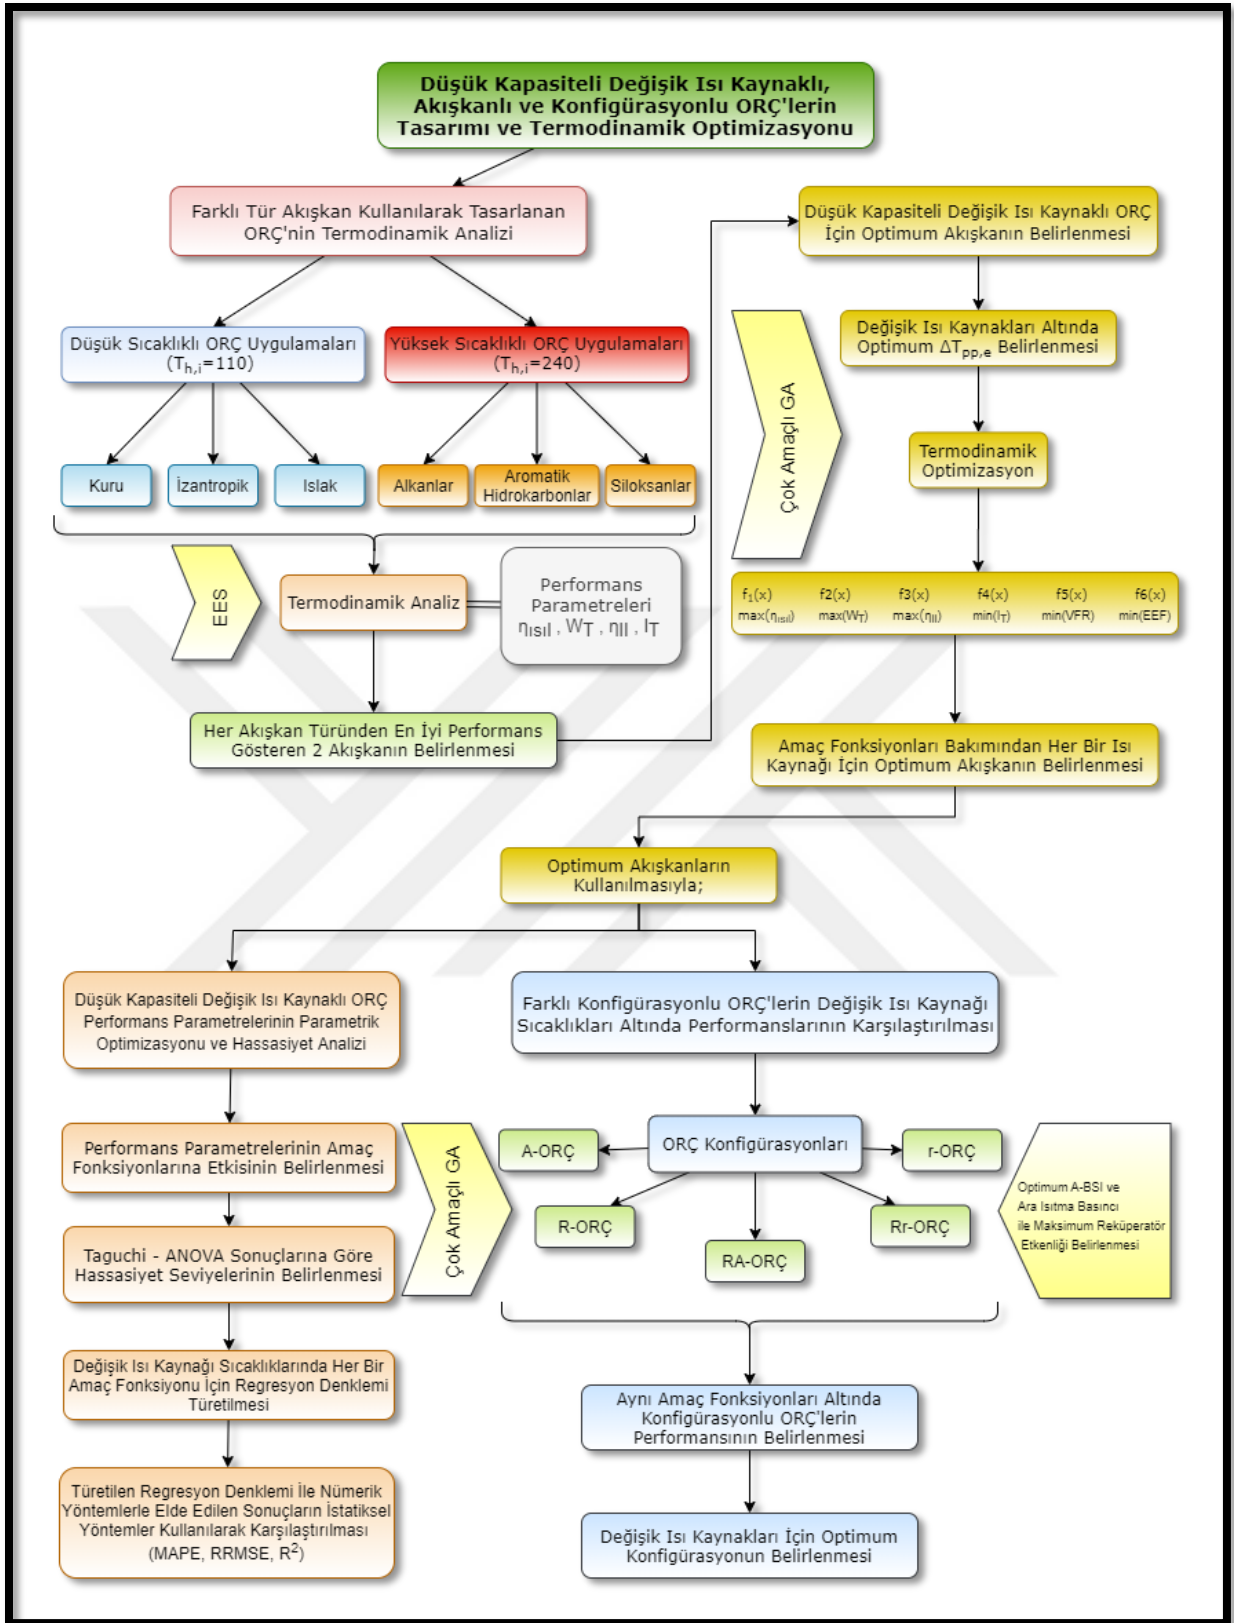 Düşük Kapasiteli Değişik Isı Kaynaklı,
Akışkanlı ve Konfigürasyonlu ORÇ'lerin
Tasarımı ve Termodinamik Optimizasyonu
Farklı Tür Akışkan Kullanılarak Tasarlanan
ORÇ'nin Termodinamik Analizi
Düşük Sıcaklıklı ORÇ Uygulamaları
(Th,i=110)
Yüksek Sıcaklıklı ORÇ Uygulamaları
(Th,i=240)
Kuru
İzantropik
Islak
Alkanlar
Aromatik
Hidrokarbonlar
Siloksanlar
EES
Termodinamik Analiz
Performans
Parametreleri
ηısıl , WT , ηII , IT
Her Akışkan Türünden En İyi Performans
Gösteren 2 Akışkanın Belirlenmesi
Düşük Kapasiteli Değişik Isı Kaynaklı ORÇ
İçin Optimum Akışkanın Belirlenmesi
Çok Amaçlı GA
Değişik Isı Kaynakları Altında
Optimum ΔTpp,e Belirlenmesi
Termodinamik
Optimizasyon
f1(x) f2(x) f3(x) f4(x) f5(x) f6(x)
max(ηısıl) max(WT) max(ηII) min(IT) min(VFR) min(EEF)
Amaç Fonksiyonları Bakımından Her Bir Isı
Kaynağı İçin Optimum Akışkanın Belirlenmesi
Optimum Akışkanların
Kullanılmasıyla;
Düşük Kapasiteli Değişik Isı Kaynaklı ORÇ
Performans Parametrelerinin Parametrik
Optimizasyonu ve Hassasiyet Analizi
Performans Parametrelerinin Amaç
Fonksiyonlarına Etkisinin Belirlenmesi
Taguchi - ANOVA Sonuçlarına Göre
Hassasiyet Seviyelerinin Belirlenmesi
Değişik Isı Kaynağı Sıcaklıklarında Her Bir
Amaç Fonksiyonu İçin Regresyon Denklemi
Türetilmesi
Türetilen Regresyon Denklemi İle Nümerik
Yöntemlerle Elde Edilen Sonuçların İstatiksel
Yöntemler Kullanılarak Karşılaştırılması
(MAPE, RRMSE, R²)
Farklı Konfigürasyonlu ORÇ'lerin Değişik Isı Kaynağı
Sıcaklıkları Altında Performanslarının Karşılaştırılması
Çok Amaçlı GA
ORÇ Konfigürasyonları
A-ORÇ
R-ORÇ
RA-ORÇ
Rr-ORÇ
r-ORÇ
Optimum A-BSI ve
Ara Isıtma Basıncı
ile Maksimum Reküperatör
Etkenliği Belirlenmesi
Aynı Amaç Fonksiyonları Altında
Konfigürasyonlu ORÇ'lerin
Performansının Belirlenmesi
Değişik Isı Kaynakları İçin Optimum
Konfigürasyonun Belirlenmesi